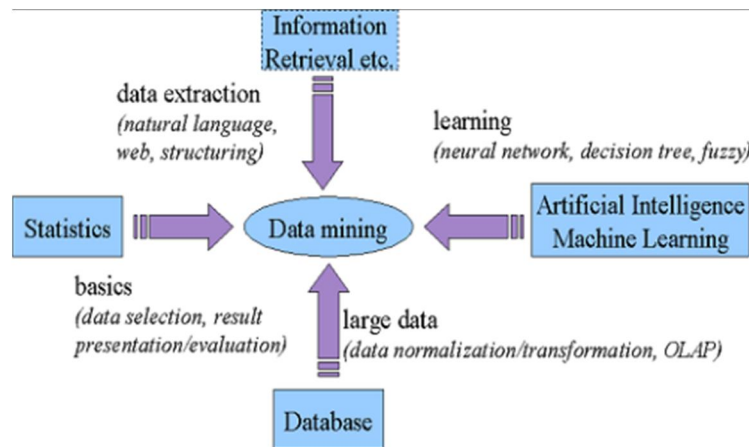 Information
Retrieval etc.
data extraction
(natural language,
web, structuring)
learning
(neural network, decision tree, fuzzy)
Statistics
Data mining
Artificial Intelligence
Machine Learning
basics
(data selection, result
presentation/evaluation)
large data
(data normalization/transformation, OLAP)
Database